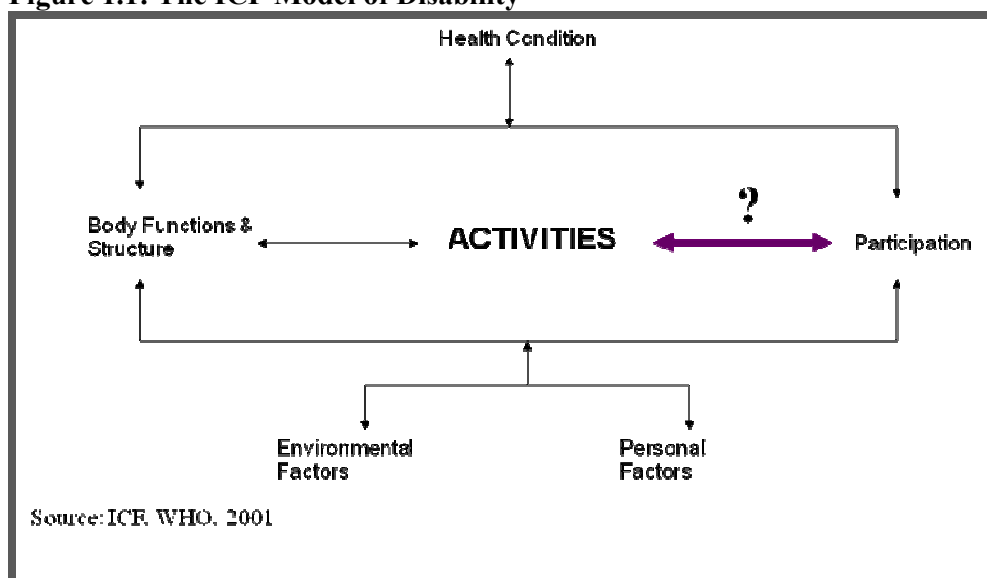 Figure 1.1: The ICF Model of Disability
Health Condition
?
Body Functions &
Structure
ACTIVITIES
Participation
Environmental
Factors
Personal
Factors
Source: ICF, WHO, 2001